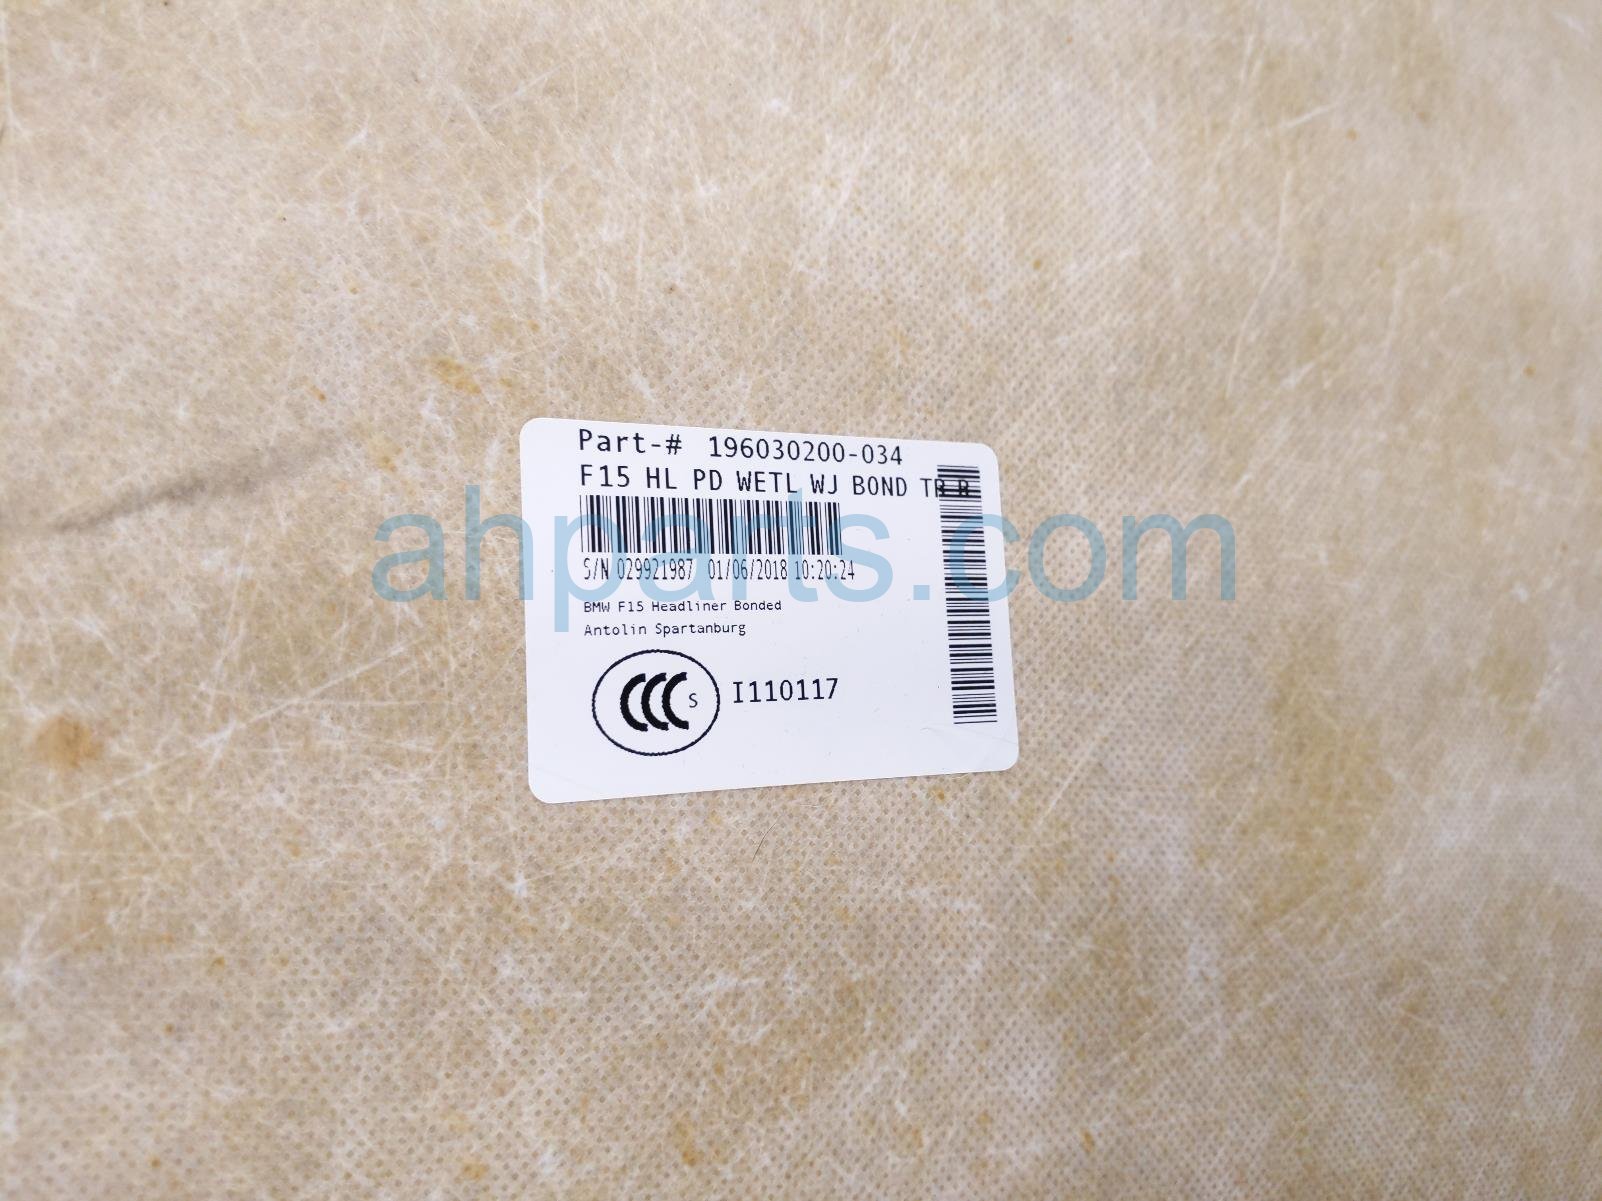 Part-# 196030200-034
F15 HL PD WETL WJ BOND TR R
S/N 029921987 01/06/2018 10:20:24
BMW F15 Headliner Bonded
Antolin Spartanburg
CCC S I110117
ahparts.com